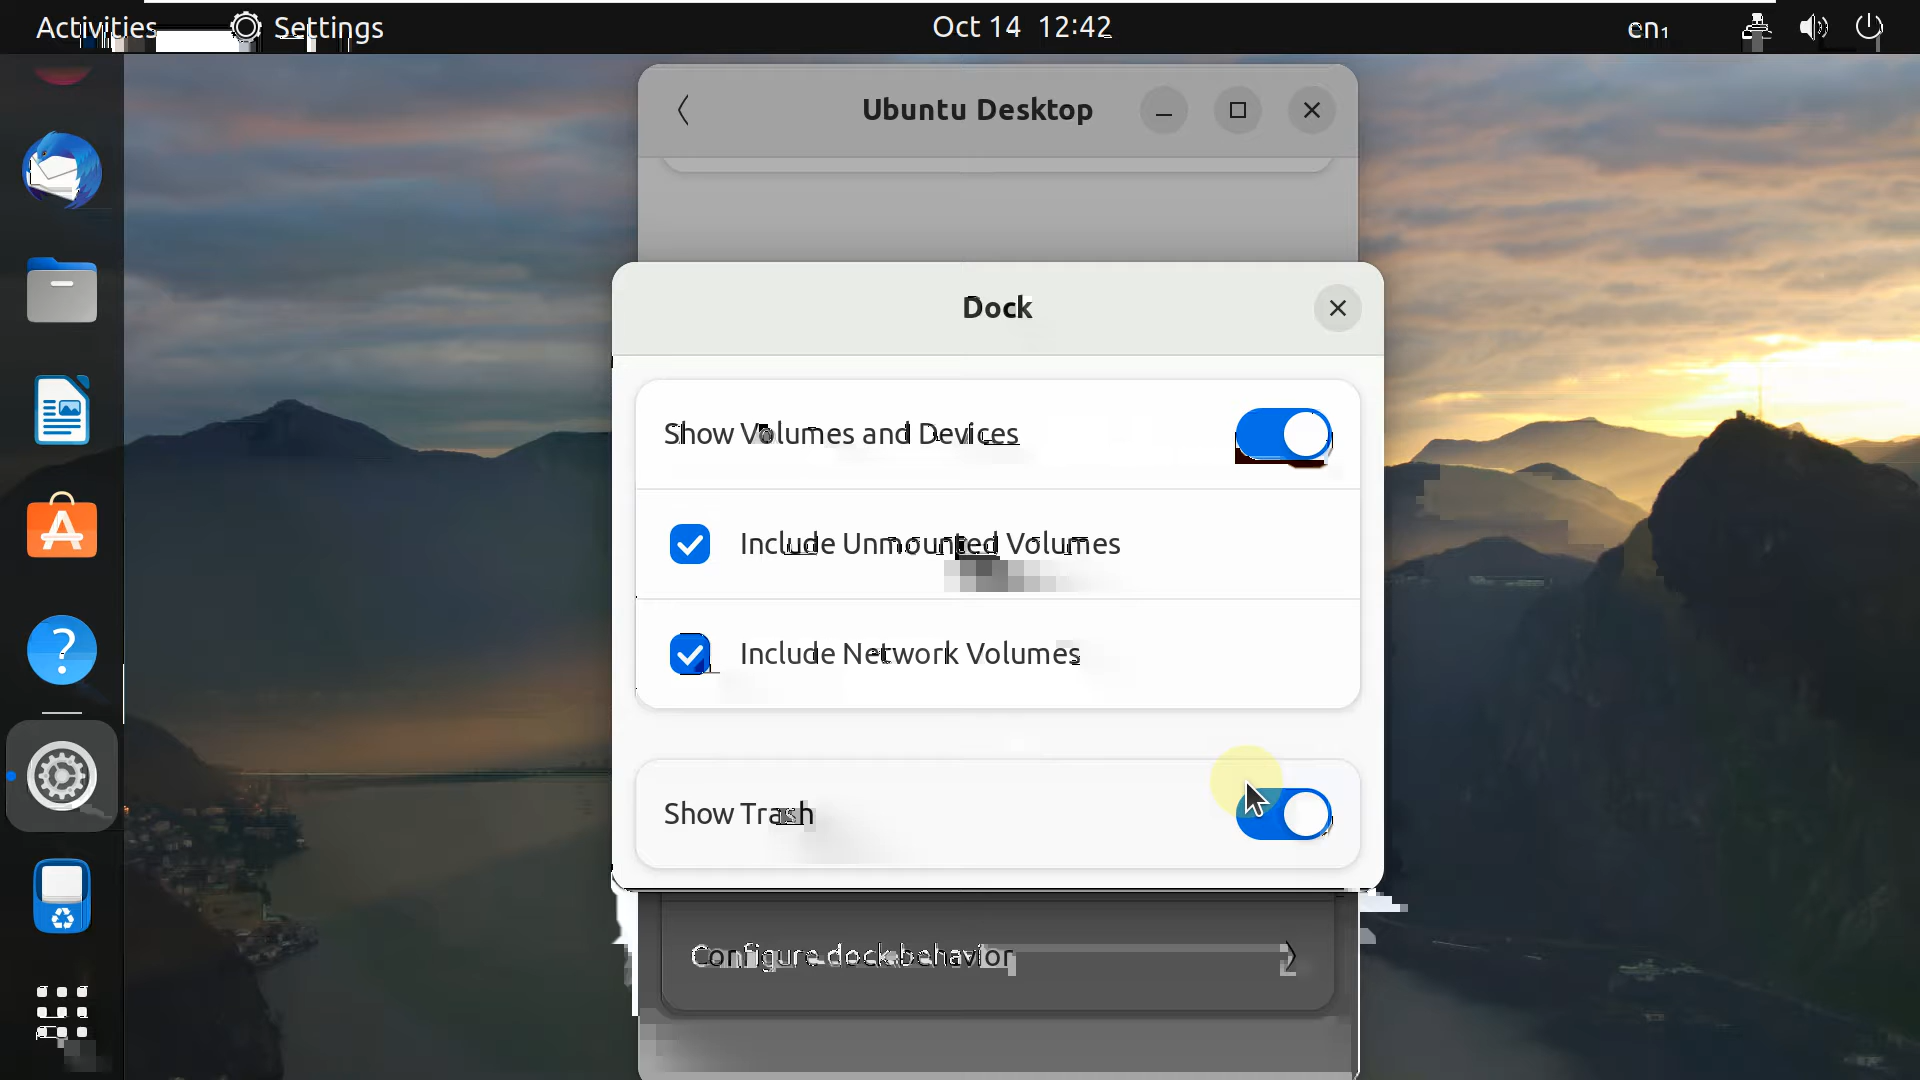 Activities Settings Oct 14 12:42 en₁
Ubuntu Desktop
Dock
Show Volumes and Devices
Include Unmounted Volumes
Include Network Volumes
Show Trash
Configure dock behavior